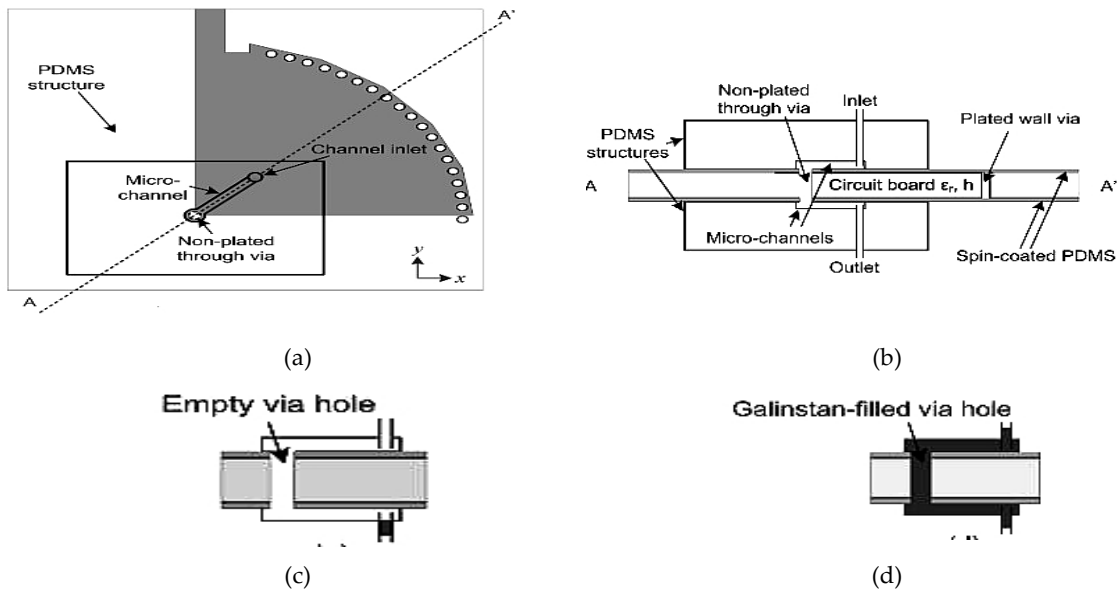 A'
PDMS
structure
Channel inlet
Micro-
channel
Non-plated
through via
y
x
A
(a)
Non-plated
through via
Inlet
Plated wall via
PDMS
structures
A
Circuit board εr, h
A'
Micro-channels
Outlet
Spin-coated PDMS
(b)
Empty via hole
(c)
Galinstan-filled via hole
(d)